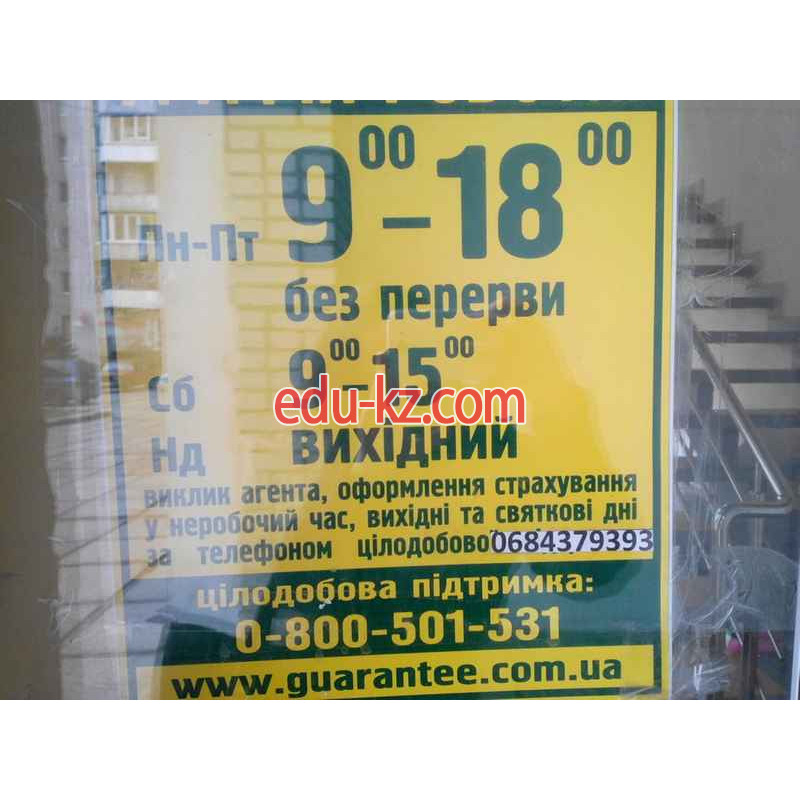 Пн-Пт 9⁰⁰-18⁰⁰
без перерви
Сб 9⁰⁰-15⁰⁰
edu-kz.com
Нд вихідний
виклик агента, оформлення страхування
у неробочий час, вихідні та святкові дні
за телефоном цілодобово 0684379393
цілодобова підтримка:
0-800-501-531
www.guarantee.com.ua